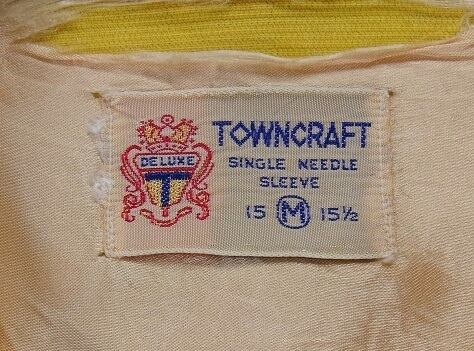 DELUXE
T
TOWNCRAFT
SINGLE NEEDLE
SLEEVE
15 M 15½